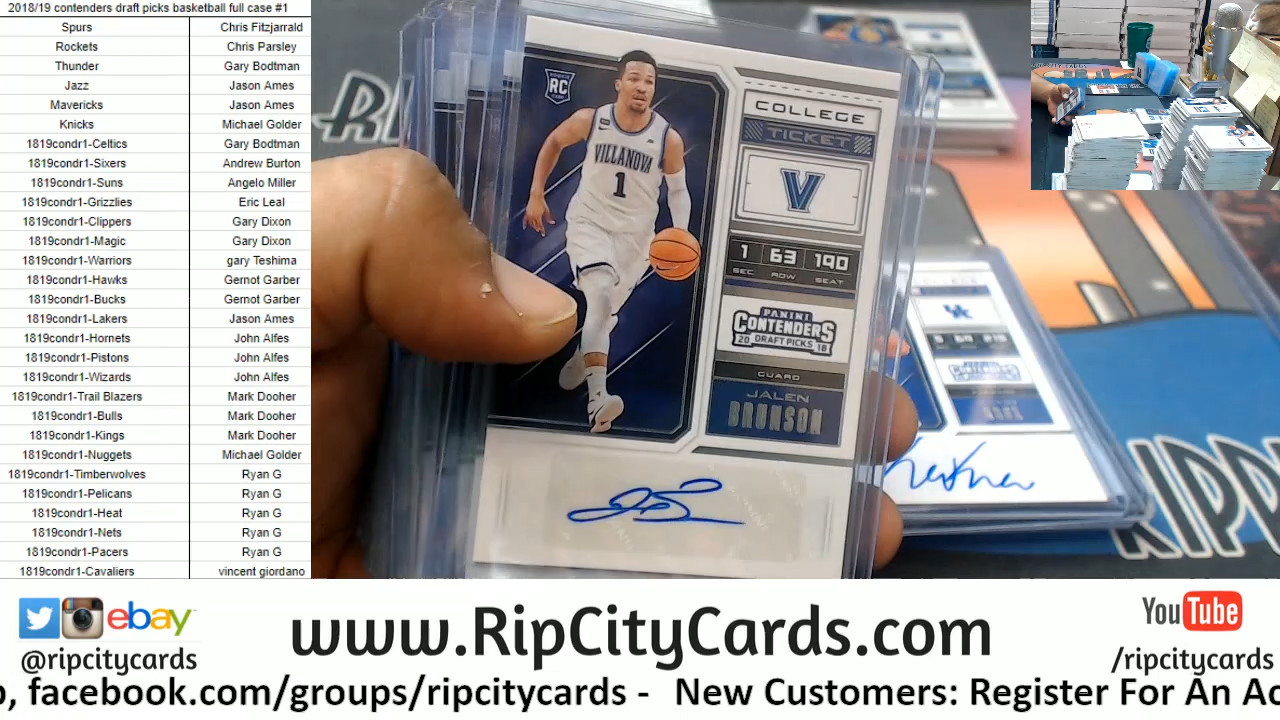 2018/19 contenders draft picks basketball full case #1
Spurs Chris Fitzjarrald
Rockets Chris Parsley
Thunder Gary Bodtman
Jazz Jason Ames
Mavericks Jason Ames
Knicks Michael Golder
1819condr1-Celtics Gary Bodtman
1819condr1-Sixers Andrew Burton
1819condr1-Suns Angelo Miller
1819condr1-Grizzlies Eric Leal
1819condr1-Clippers Gary Dixon
1819condr1-Magic Gary Dixon
1819condr1-Warriors gary Teshima
1819condr1-Hawks Gernot Garber
1819condr1-Bucks Gernot Garber
1819condr1-Lakers Jason Ames
1819condr1-Hornets John Alfes
1819condr1-Pistons John Alfes
1819condr1-Wizards John Alfes
1819condr1-Trail Blazers Mark Dooher
1819condr1-Bulls Mark Dooher
1819condr1-Kings Mark Dooher
1819condr1-Nuggets Michael Golder
1819condr1-Timberwolves Ryan G
1819condr1-Pelicans Ryan G
1819condr1-Heat Ryan G
1819condr1-Nets Ryan G
1819condr1-Pacers Ryan G
1819condr1-Cavaliers vincent giordano
RC
VILLANOVA
1
COLLEGE
TICKET
V
1 63 190
SEC ROW SEAT
PANINI
CONTENDERS
20 DRAFT PICKS 18
GUARD
JALEN
BRUNSON
UK
CONTENDERS
RIPP
ebay
@ripcitycards
www.RipCityCards.com
YouTube
/ripcitycards
, facebook.com/groups/ripcitycards - New Customers: Register For An Ac